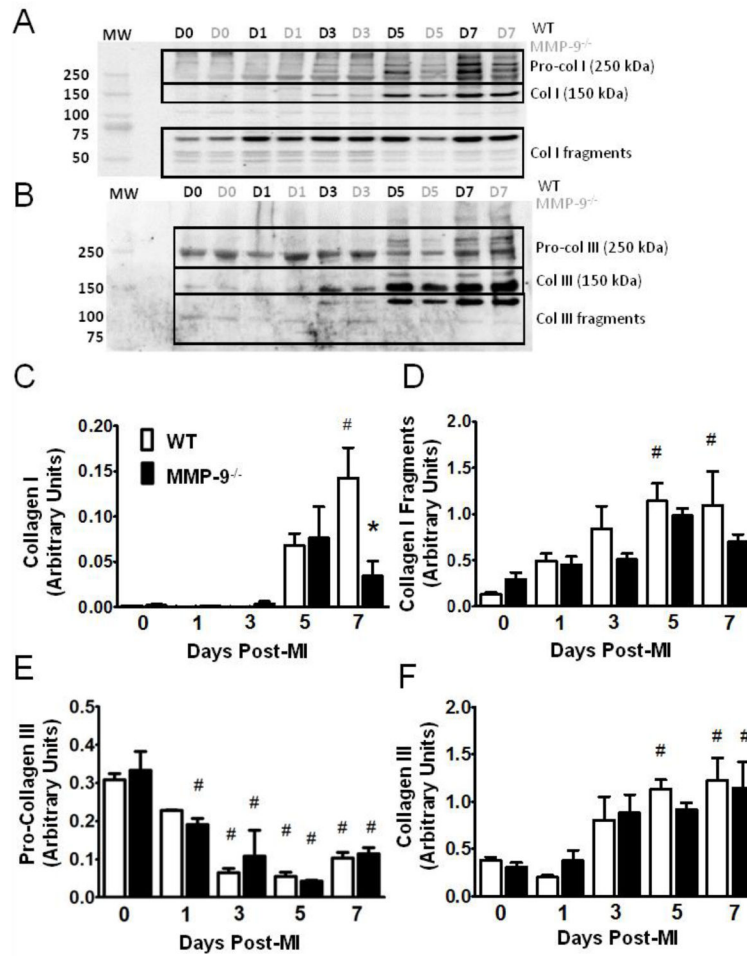 A
D0 D0 D1 D1 D3 D3 D5 D5 D7 D7 WT
MW MMP-9-/-
Pro-col I (250 kDa)
250
150 Col I (150 kDa)
100
75
50 Col I fragments
D0 D0 D1 D1 D3 D3 D5 D5 D7 D7 WT
B MW MMP-9-/-
250 Pro-col III (250 kDa)
150 Col III (150 kDa)
100 Col III fragments
75
C
0.20
0.15
0.10
0.05
0.00
Collagen I
(Arbitrary Units)
WT
MMP-9-/-
#
*
0 1 3 5 7
Days Post-MI
D
2.0
1.5
1.0
0.5
0.0
Collagen I Fragments
(Arbitrary Units)
# #
0 1 3 5 7
Days Post-MI
E
0.5
0.4
0.3
0.2
0.1
0.0
Pro-Collagen III
(Arbitrary Units)
# # # # # # #
0 1 3 5 7
Days Post-MI
F
2.0
1.5
1.0
0.5
0.0
Collagen III
(Arbitrary Units)
# # #
0 1 3 5 7
Days Post-MI